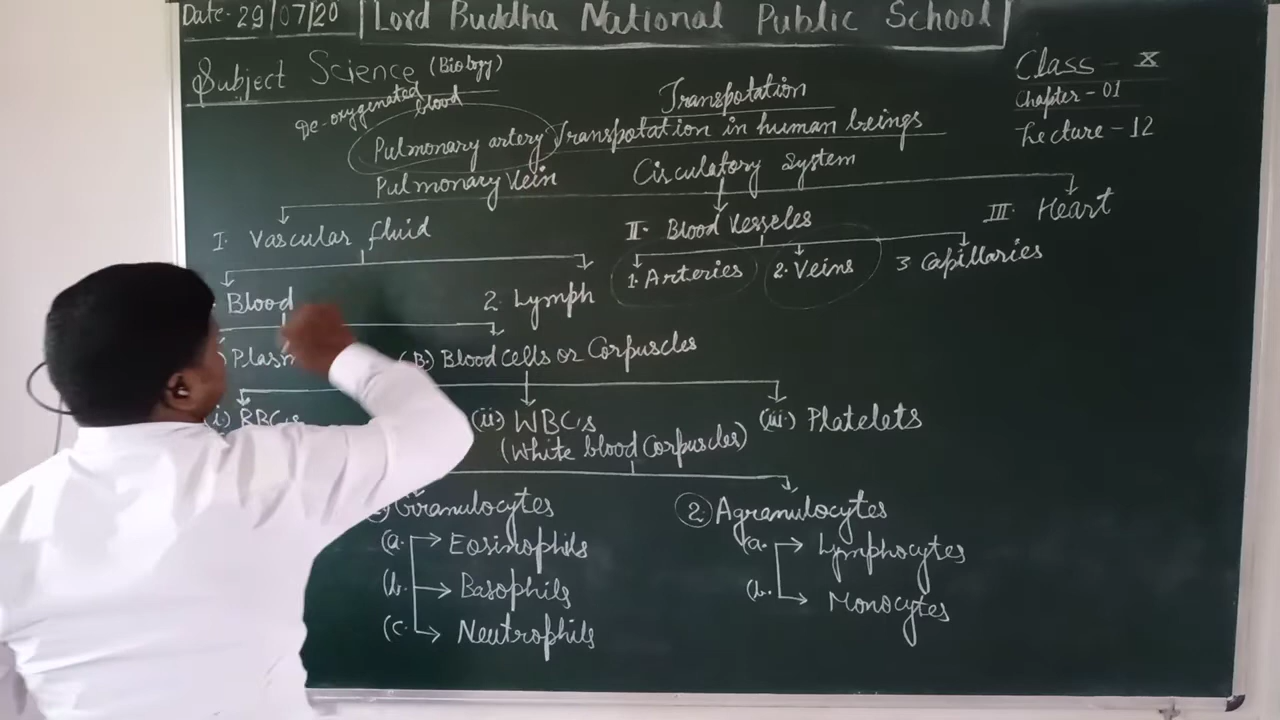 Date- 29/07/20
Lord Buddha National Public School
Subject Science (Biology)
Class - X
Chapter - 01
Lecture - 12
De-oxygenated blood
Transpotation
Pulmonary artery
Transpotation in human beings
Pulmonary Vein
Circulatory System
I. Vascular fluid
II. Blood Vesseles
III. Heart
1. Arteries
2. Veins
3 Capillaries
Blood
2. Lymph
(B.) Blood cells or Corpuscles
(i) RBCs
(ii) WBCs
(White blood Corpuscles)
(iii) Platelets
Granulocytes
2. Agranulocytes
(a. Eosinophils
(b. Basophils
(c. Neutrophils
(a. Lymphocytes
(b. Monocytes